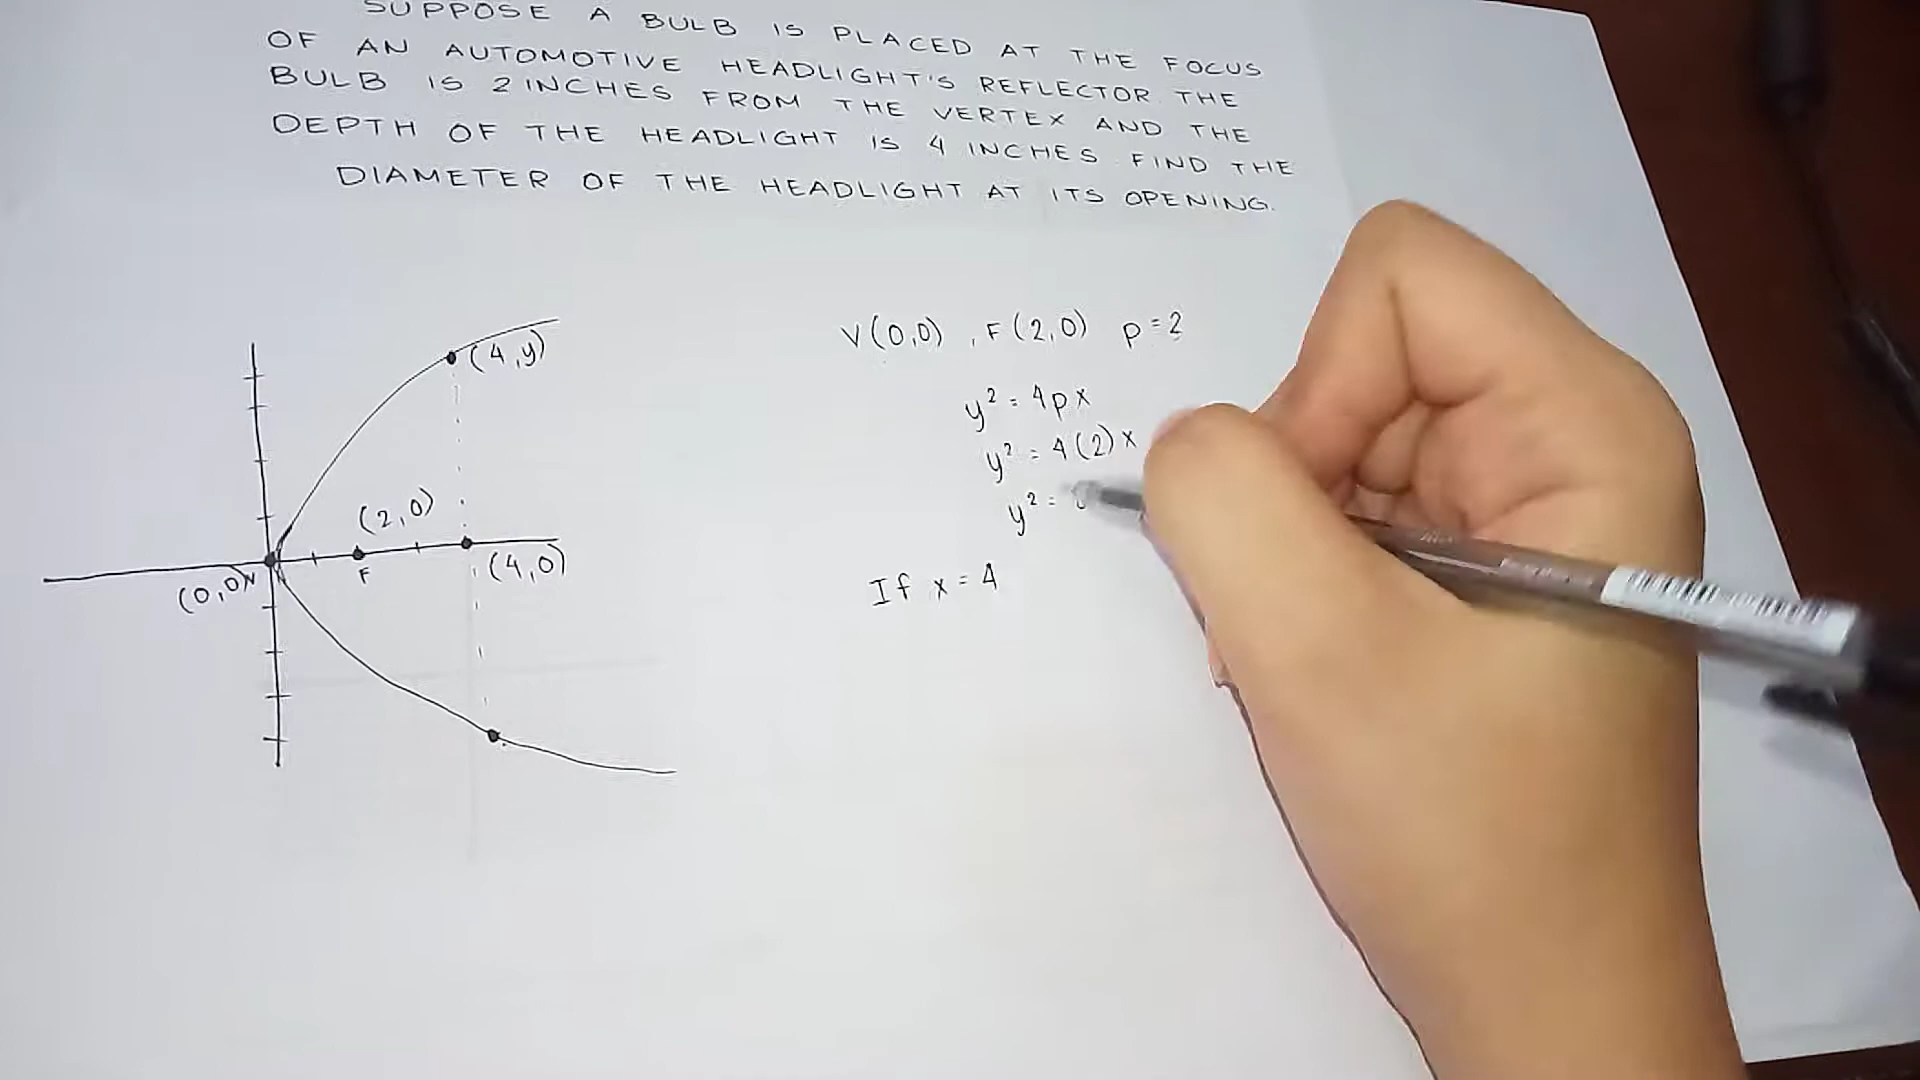 SUPPOSE A BULB IS PLACED AT THE FOCUS
OF AN AUTOMOTIVE HEADLIGHT'S REFLECTOR. THE
BULB IS 2 INCHES FROM THE VERTEX AND THE
DEPTH OF THE HEADLIGHT IS 4 INCHES. FIND THE
DIAMETER OF THE HEADLIGHT AT ITS OPENING.
(4,y)
(2,0)
F
(4,0)
(0,0)V
V(0,0) , F(2,0) p=2
y² = 4px
y² = 4(2)x
y² =
If x = 4